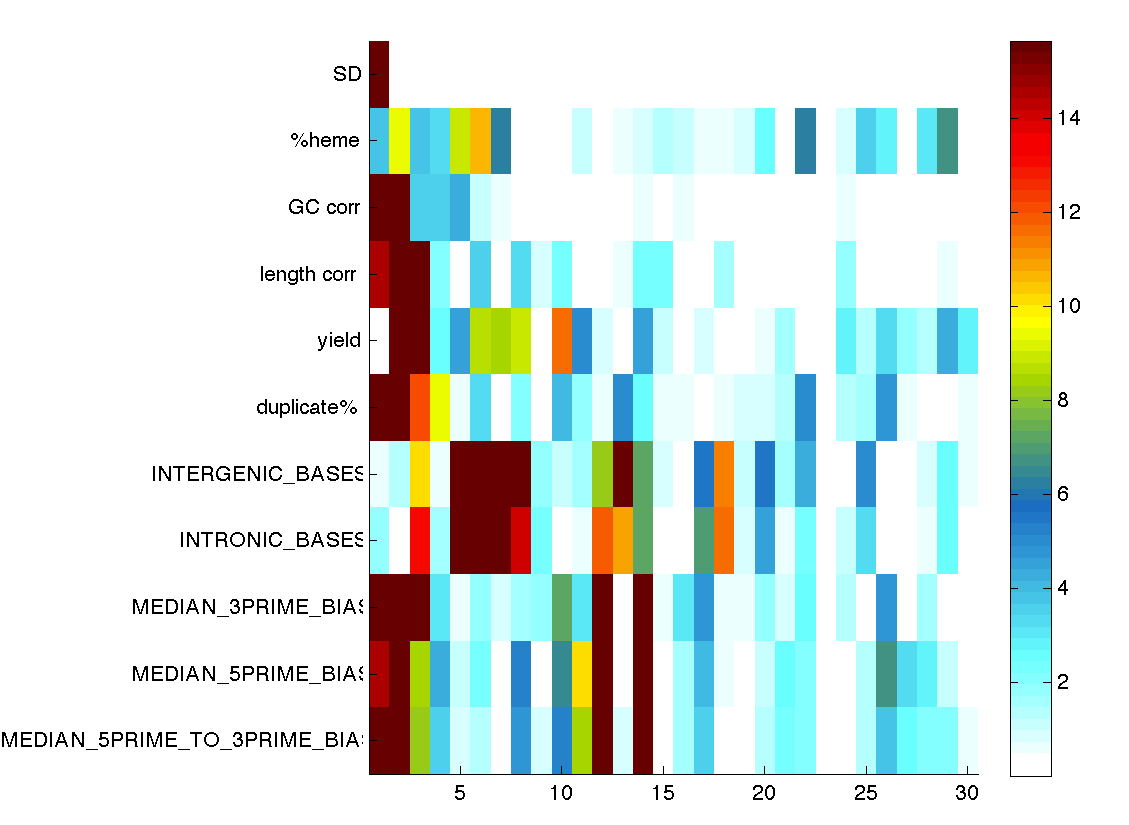 SD
%heme
GC corr
length corr
yield
duplicate%
INTERGENIC_BASES
INTRONIC_BASES
MEDIAN_3PRIME_BIAS
MEDIAN_5PRIME_BIAS
MEDIAN_5PRIME_TO_3PRIME_BIAS
5 10 15 20 25 30
14
12
10
8
6
4
2